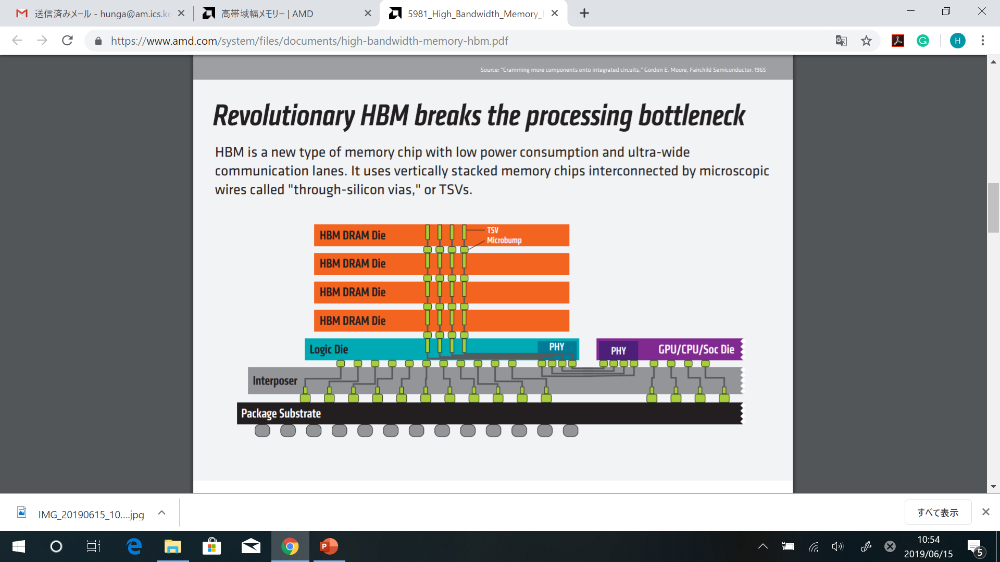 送信済みメール - hunga@am.ics.ke
高帯域幅メモリー | AMD
5981_High_Bandwidth_Memory_
https://www.amd.com/system/files/documents/high-bandwidth-memory-hbm.pdf
H
Source: "Cramming more components onto integrated circuits," Gordon E. Moore, Fairchild Semiconductor, 1965
Revolutionary HBM breaks the processing bottleneck
HBM is a new type of memory chip with low power consumption and ultra-wide
communication lanes. It uses vertically stacked memory chips interconnected by microscopic
wires called "through-silicon vias," or TSVs.
HBM DRAM Die
TSV
Microbump
HBM DRAM Die
HBM DRAM Die
HBM DRAM Die
Logic Die
PHY
PHY
GPU/CPU/Soc Die
Interposer
Package Substrate
IMG_20190615_10....jpg
すべて表示
10:54
2019/06/15
5